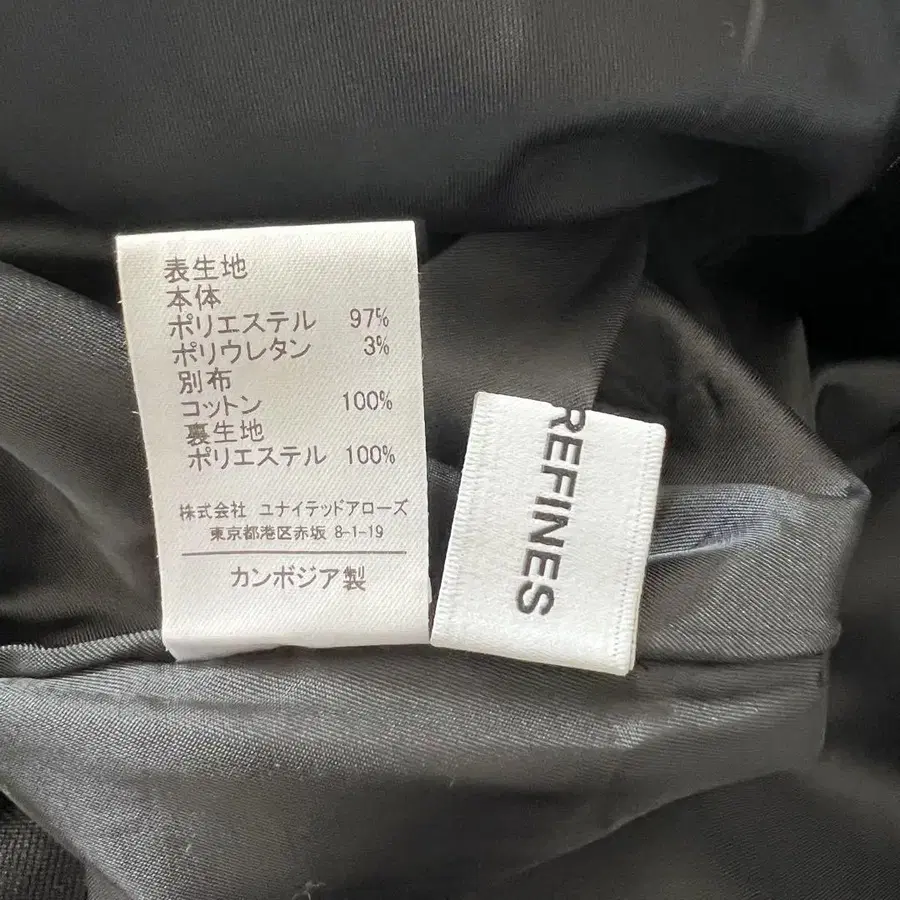 表生地
本体
ポリエステル 97%
ポリウレタン 3%
別布
コットン 100%
裏生地
ポリエステル 100%
株式会社 ユナイテッドアローズ
東京都港区赤坂 8-1-19
カンボジア製
REFINES